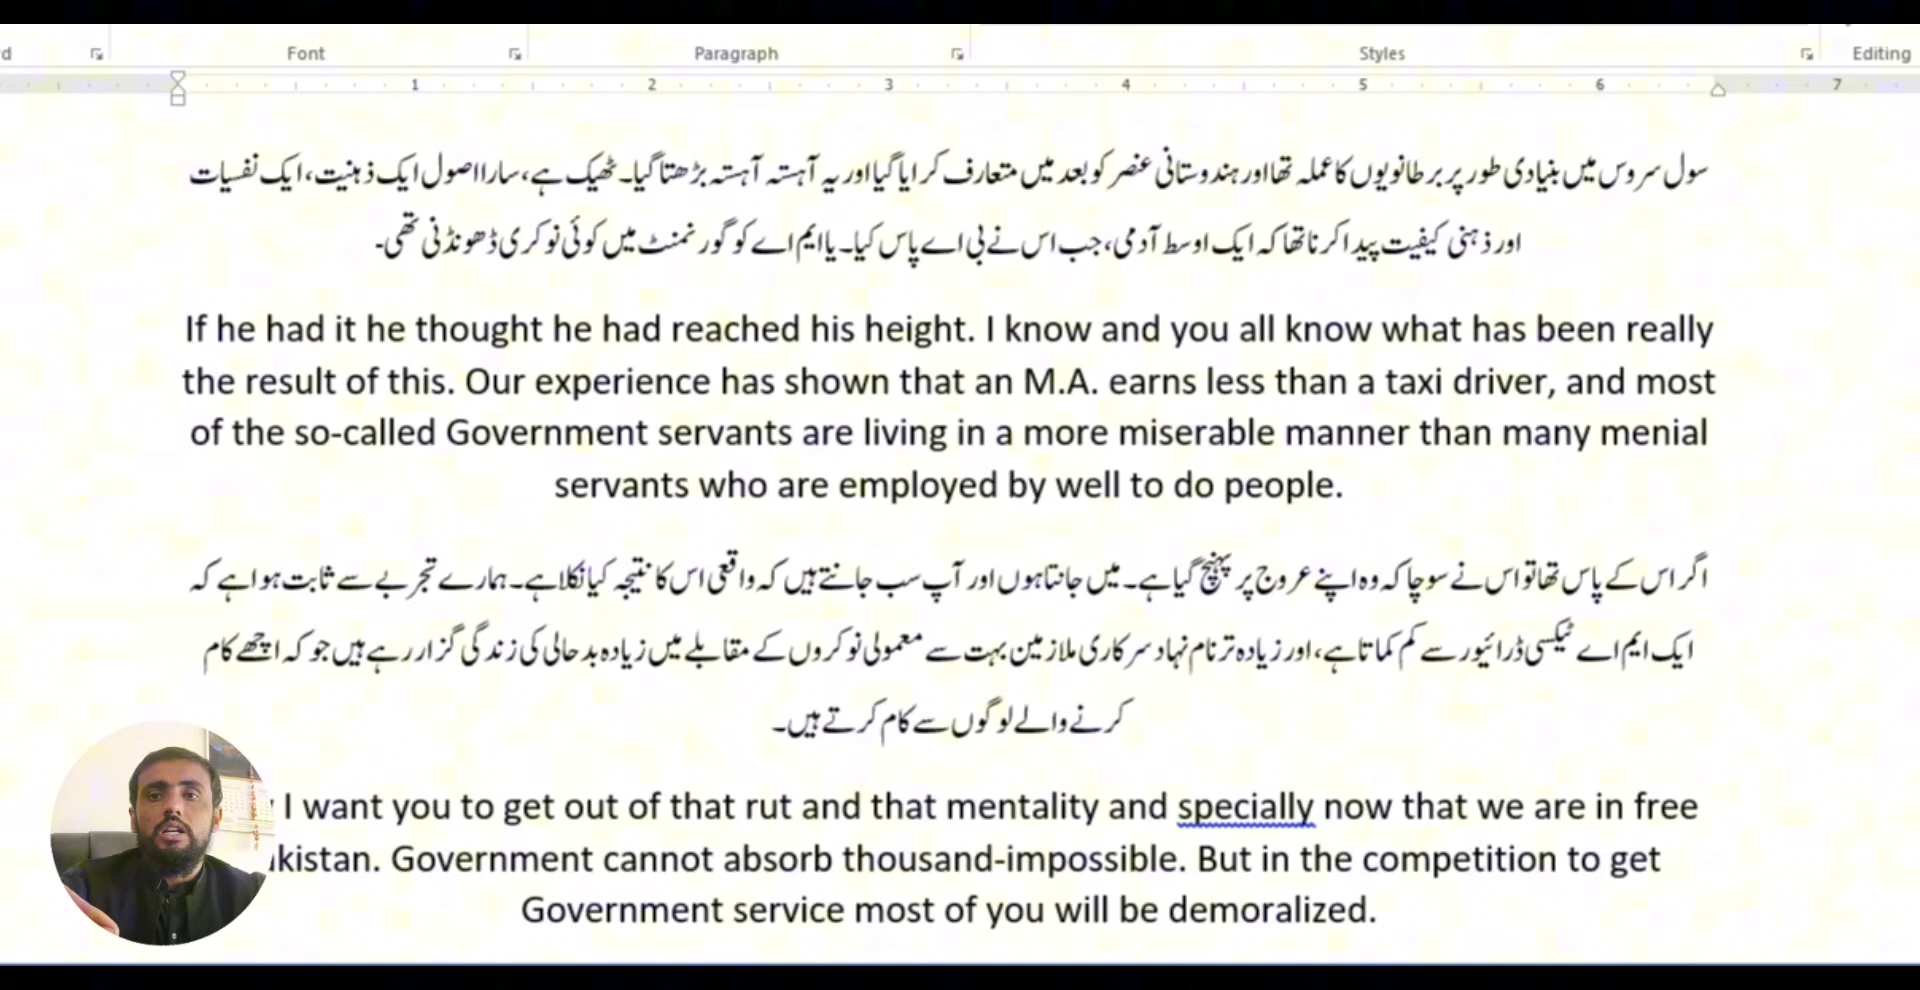 d
Font
Paragraph
Styles
Editing
1 2 3 4 5 6 7
سول سروس میں بنیادی طور پر برطانویوں کا عملہ تھا اور ہندوستانی عنصر کو بعد میں متعارف کرایا گیا اور یہ آہستہ آہستہ بڑھتا گیا۔ ٹھیک ہے، سارا اصول ایک ذہنیت، ایک نفسیات
اور ذہنی کیفیت پیدا کرنا تھا کہ ایک اوسط آدمی، جب اس نے بی اے پاس کیا۔ یا ایم اے کو گورنمنٹ میں کوئی نوکری ڈھونڈنی تھی-
If he had it he thought he had reached his height. I know and you all know what has been really
the result of this. Our experience has shown that an M.A. earns less than a taxi driver, and most
of the so-called Government servants are living in a more miserable manner than many menial
servants who are employed by well to do people.
اگر اس کے پاس تھا تو اس نے سوچا کہ وہ اپنے عروج پر پہنچ گیا ہے۔ میں جانتا ہوں اور آپ سب جانتے ہیں کہ واقعی اس کا نتیجہ کیا نکلا ہے۔ ہمارے تجربے سے ثابت ہوا ہے کہ
ایک ایم اے ٹیکسی ڈرائیور سے کم کماتا ہے، اور زیادہ تر نام نہاد سرکاری ملازمین بہت سے معمولی نوکروں کے مقابلے میں زیادہ بدحالی کی زندگی گزار رہے ہیں جو کہ اچھے کام
کرنے والے لوگوں سے کام کرتے ہیں۔
I want you to get out of that rut and that mentality and specially now that we are in free
kistan. Government cannot absorb thousand-impossible. But in the competition to get
Government service most of you will be demoralized.